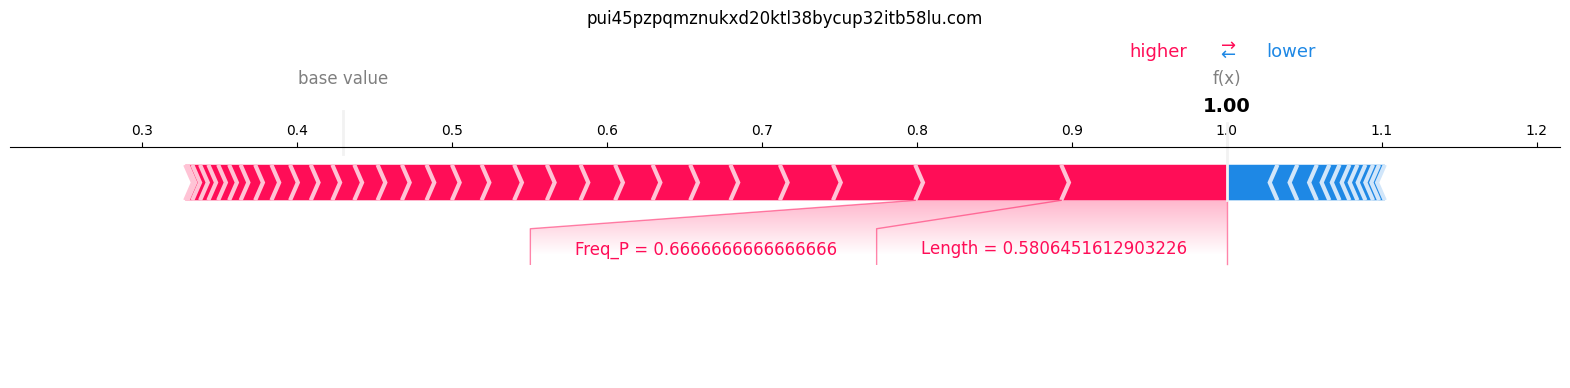 pui45pzpqmznukxd20ktl38bycup32itb58lu.com
higher ⇄ lower
base value f(x)
1.00
0.3 0.4 0.5 0.6 0.7 0.8 0.9 1.0 1.1 1.2
Freq_P = 0.6666666666666666 Length = 0.5806451612903226